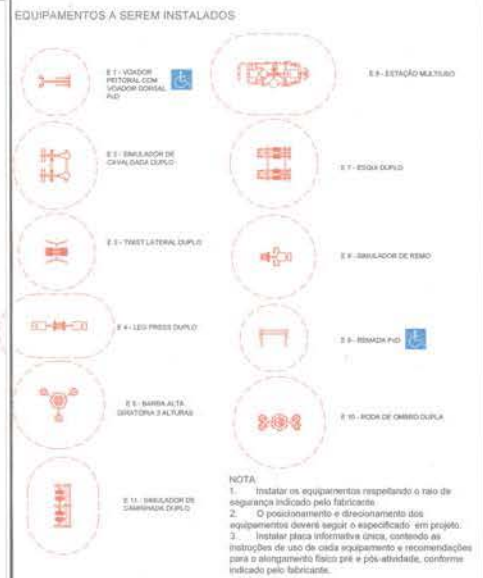 EQUIPAMENTOS A SEREM INSTALADOS
E 1 - VOADOR
PEITORAL COM
VOADOR DORSAL
PcD
E 2 - SIMULADOR DE
CAVALGADA DUPLO
E 3 - TWIST LATERAL DUPLO
E 4 - LEG PRESS DUPLO
E 5 - BARRA ALTA
GIRATÓRIA 3 ALTURAS
E 11 - SIMULADOR DE
CAMINHADA DUPLO
ESTAÇÃO MULTIUSO
E 7 - ESQUI DUPLO
SIMULADOR DE REMO
E 9 - REMADA PcD
E 10 - RODA DE OMBRO DUPLA
NOTA
1. Instalar os equipamentos respeitando o raio de
segurança indicado pelo fabricante
2. O posicionamento e direcionamento dos
equipamentos deverá seguir o especificado em projeto.
3. Instalar placa informativa única, contendo as
instruções de uso de cada equipamento e recomendações
para o alongamento físico pré e pós-atividade, conforme
indicado pelo fabricante.